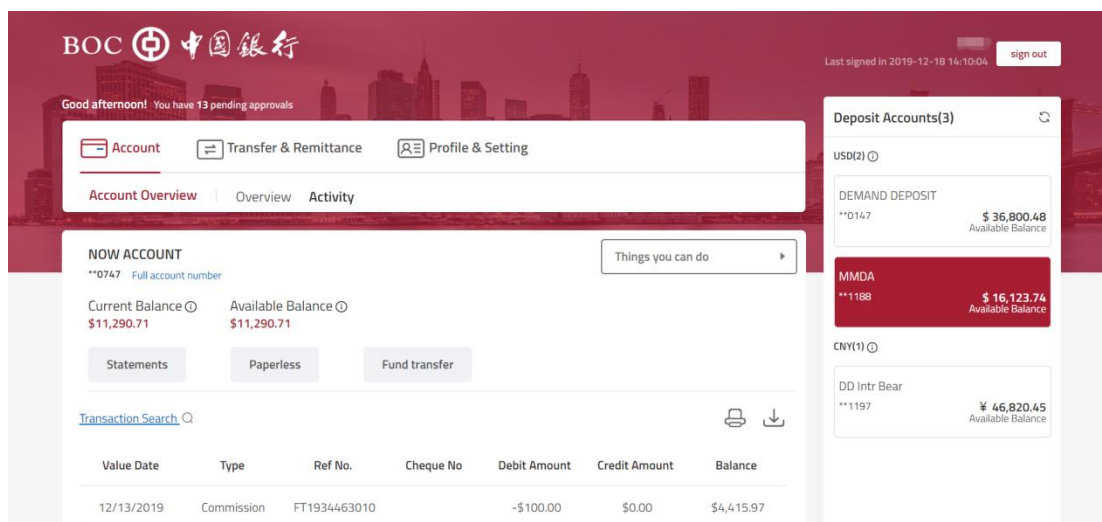 BOC 中国銀行
Last signed in 2019-12-18 14:10:04
sign out
Good afternoon! You have 13 pending approvals
Account
Transfer & Remittance
Profile & Setting
Account Overview
Overview
Activity
NOW ACCOUNT
**0747 Full account number
Things you can do
Current Balance
Available Balance
$11,290.71
$11,290.71
Statements
Paperless
Fund transfer
Transaction Search
Value Date Type Ref No. Cheque No Debit Amount Credit Amount Balance
12/13/2019 Commission FT1934463010 -$100.00 $0.00 $4,415.97
Deposit Accounts(3)
USD(2)
DEMAND DEPOSIT
**0147 $ 36,800.48
Available Balance
MMDA
**1188 $ 16,123.74
Available Balance
CNY(1)
DD Intr Bear
**1197 ¥ 46,820.45
Available Balance